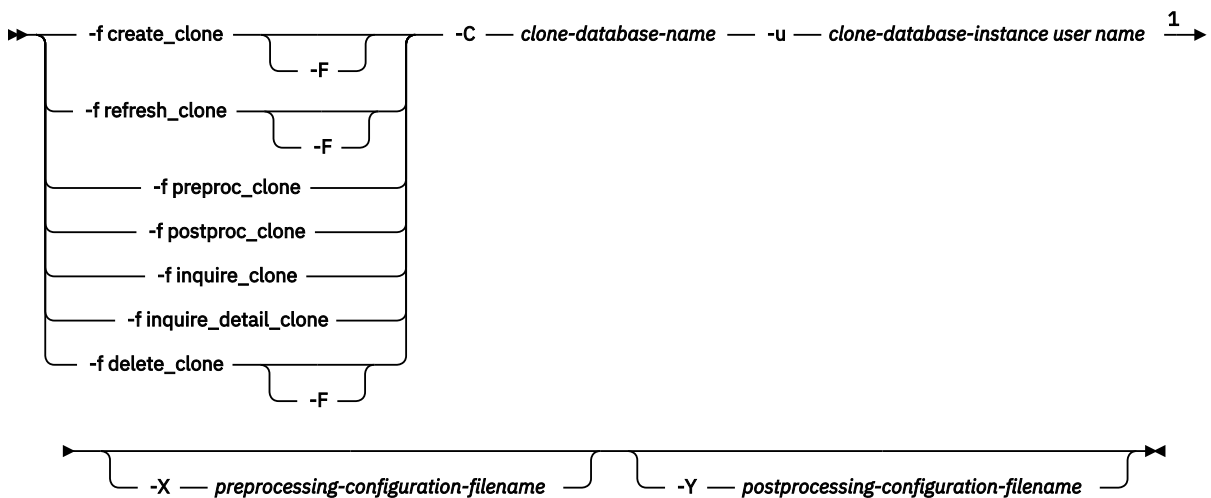 -f create_clone -C clone-database-name -u clone-database-instance user name 1
-F
-f refresh_clone
-F
-f preproc_clone
-f postproc_clone
-f inquire_clone
-f inquire_detail_clone
-f delete_clone
-F
-X preprocessing-configuration-filename -Y postprocessing-configuration-filename